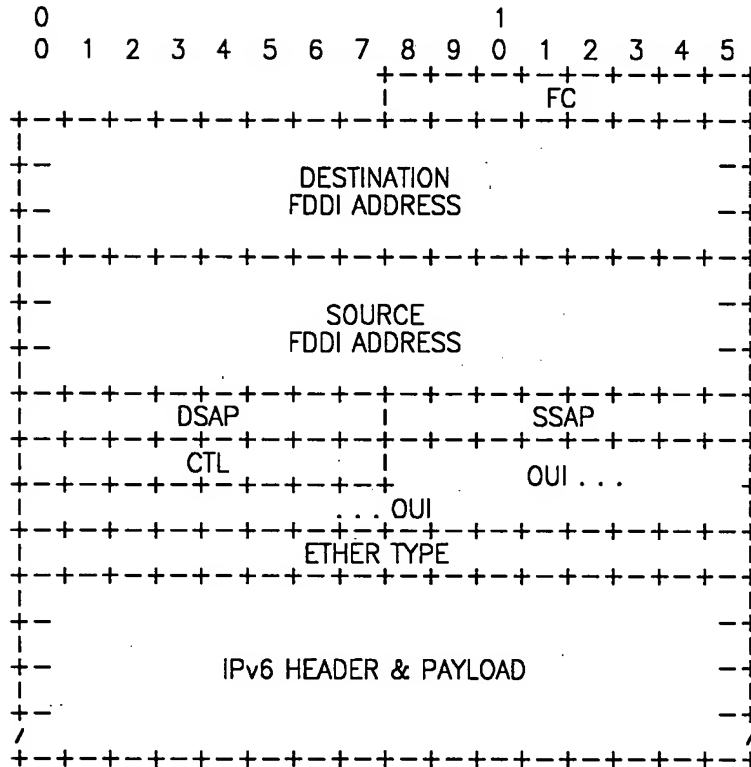 0 1
0 1 2 3 4 5 6 7 8 9 0 1 2 3 4 5
FC
DESTINATION
FDDI ADDRESS
SOURCE
FDDI ADDRESS
DSAP SSAP
CTL OUI . . .
. . . OUI
ETHER TYPE
IPv6 HEADER & PAYLOAD